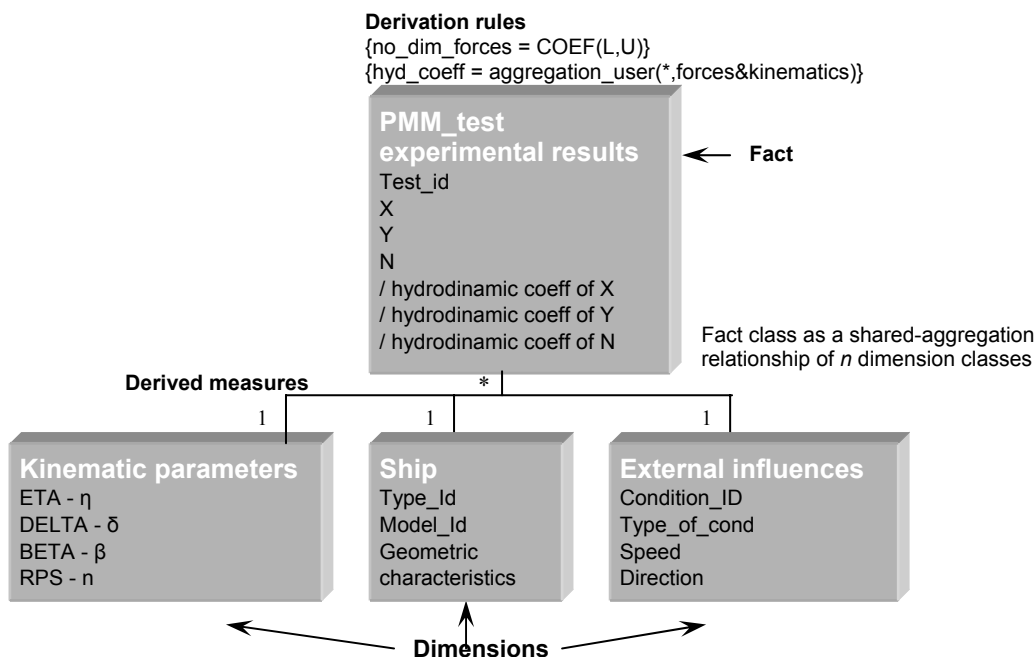 Derivation rules
{no_dim_forces = COEF(L,U)}
{hyd_coeff = aggregation_user(*,forces&kinematics)}
PMM_test
experimental results
Test_id
X
Y
N
/ hydrodinamic coeff of X
/ hydrodinamic coeff of Y
/ hydrodinamic coeff of N
Fact
Fact class as a shared-aggregation
relationship of n dimension classes
Derived measures
*
1
1
1
Kinematic parameters
ETA - η
DELTA - δ
BETA - β
RPS - n
Ship
Type_Id
Model_Id
Geometric
characteristics
External influences
Condition_ID
Type_of_cond
Speed
Direction
Dimensions